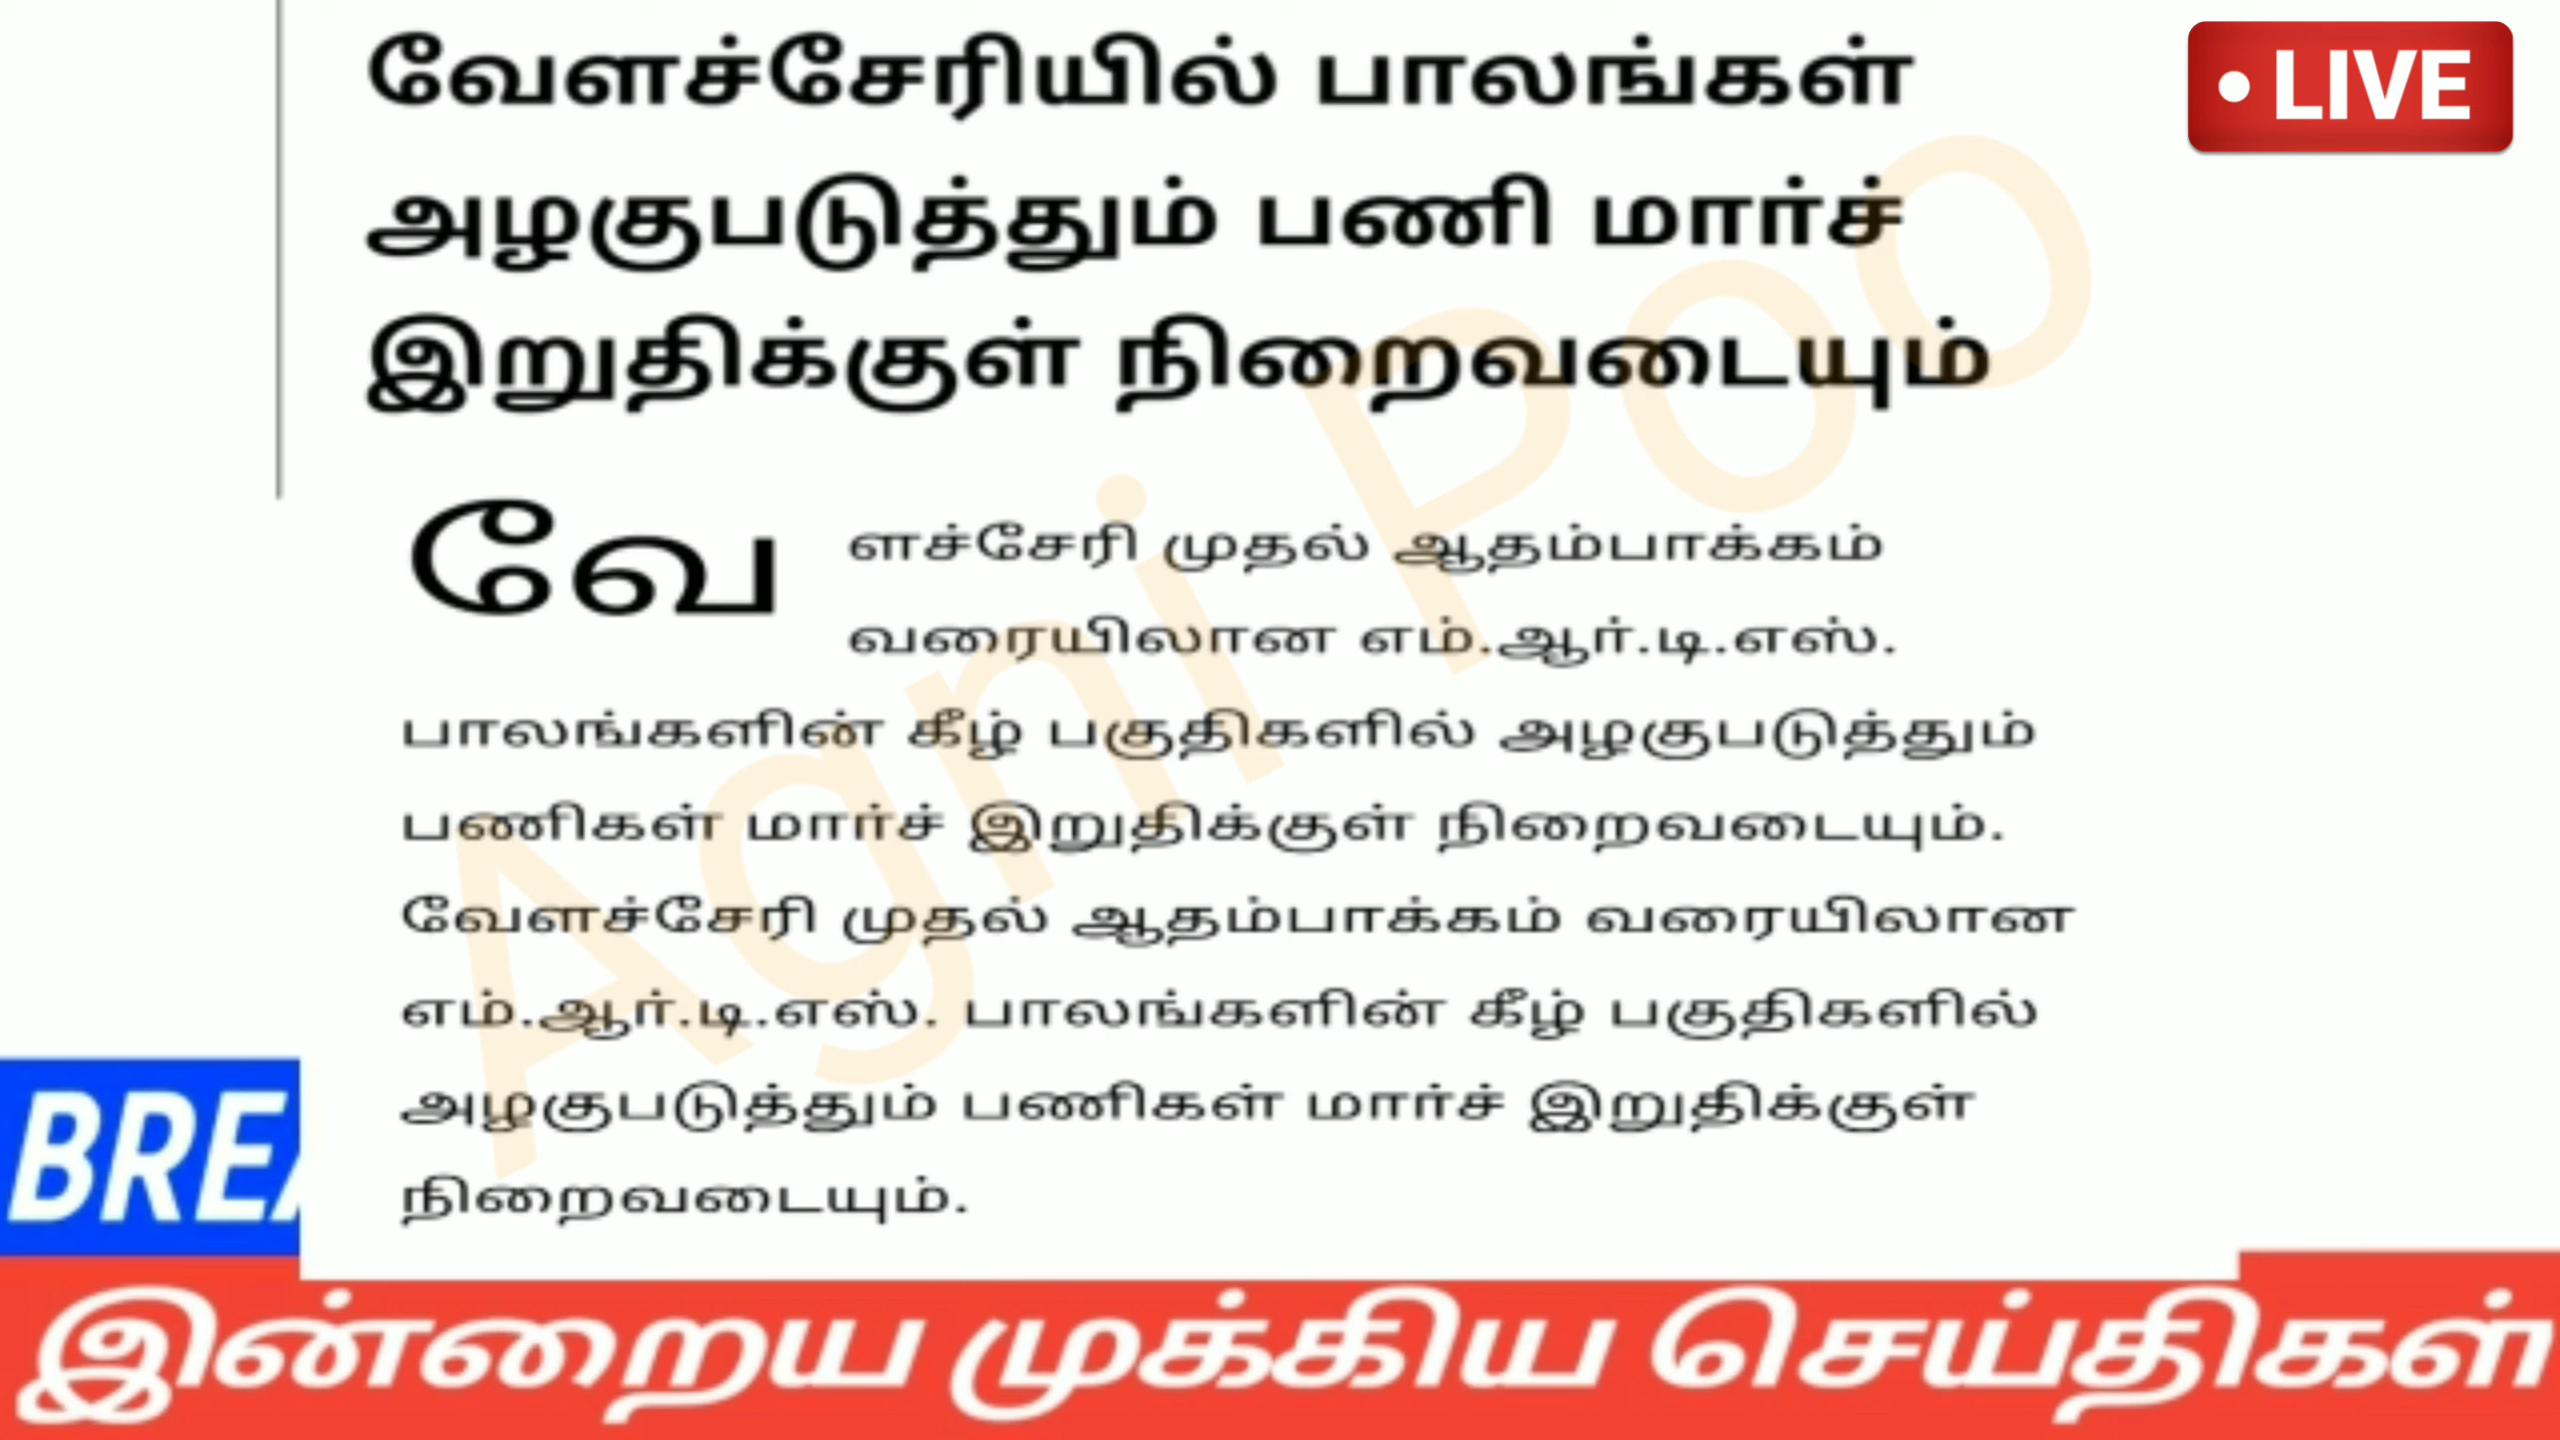 வேளச்சேரியில் பாலங்கள்
LIVE
அழகுபடுத்தும் பணி மார்ச்
இறுதிக்குள் நிறைவடையும்
வேளச்சேரி முதல் ஆதம்பாக்கம்
வரையிலான எம்.ஆர்.டி.எஸ்.
பாலங்களின் கீழ் பகுதிகளில் அழகுபடுத்தும்
பணிகள் மார்ச் இறுதிக்குள் நிறைவடையும்.
வேளச்சேரி முதல் ஆதம்பாக்கம் வரையிலான
எம்.ஆர்.டி.எஸ். பாலங்களின் கீழ் பகுதிகளில்
அழகுபடுத்தும் பணிகள் மார்ச் இறுதிக்குள்
நிறைவடையும்.
Agni Poo
BREA
இன்றைய முக்கிய செய்திகள்